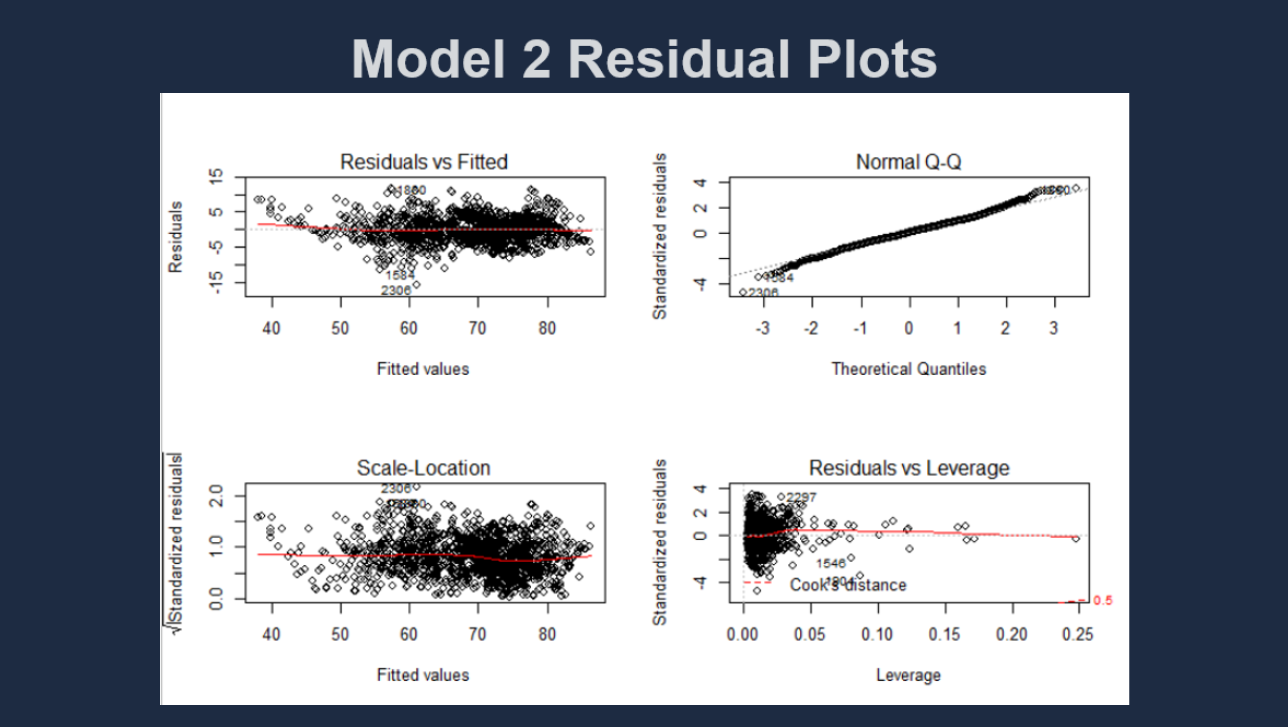 Model 2 Residual Plots
Residuals vs Fitted
Residuals
15
5
-5
-15
1860
1584
2306
40 50 60 70 80
Fitted values
Normal Q-Q
Standardized residuals
4
2
0
-4
1584
2306
-3 -2 -1 0 1 2 3
Theoretical Quantiles
Scale-Location
√|Standardized residuals|
2.0
1.0
0.0
2306
40 50 60 70 80
Fitted values
Residuals vs Leverage
Standardized residuals
4
2
0
-4
2297
1546
Cook's distance
0.5
0.00 0.05 0.10 0.15 0.20 0.25
Leverage